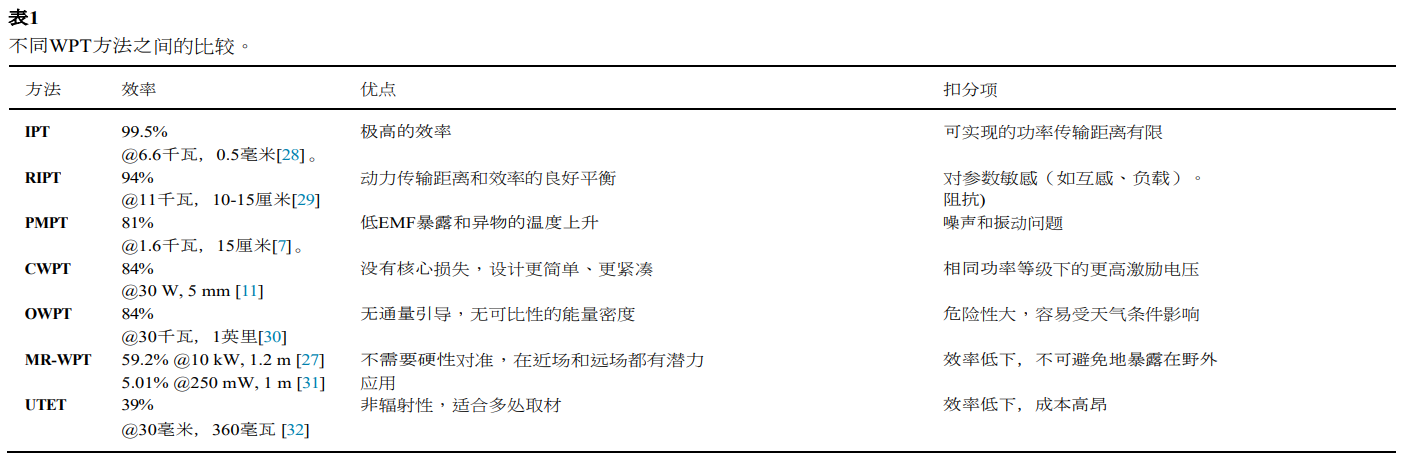 表1
不同WPT方法之间的比较。
方法 效率 优点 扣分项
IPT 99.5% 极高的效率 可实现的功率传输距离有限
@6.6千瓦，0.5毫米[28]。
RIPT 94% 动力传输距离和效率的良好平衡 对参数敏感（如互感、负载）。
@11千瓦，10-15厘米[29] 阻抗)
PMPT 81% 低EMF暴露和异物的温度上升 噪声和振动问题
@1.6千瓦，15厘米[7]。
CWPT 84% 没有核心损失，设计更简单、更紧凑 相同功率等级下的更高激励电压
@30 W, 5 mm [11]
OWPT 84% 无通量引导，无可比性的能量密度 危险性大，容易受天气条件影响
@30千瓦，1英里[30]
MR-WPT 59.2% @10 kW, 1.2 m [27] 不需要硬性对准，在近场和远场都有潜力 效率低下，不可避免地暴露在野外
5.01% @250 mW, 1 m [31] 应用
UTET 39% 非辐射性，适合多处取材 效率低下，成本高昂
@30毫米，360毫瓦 [32]